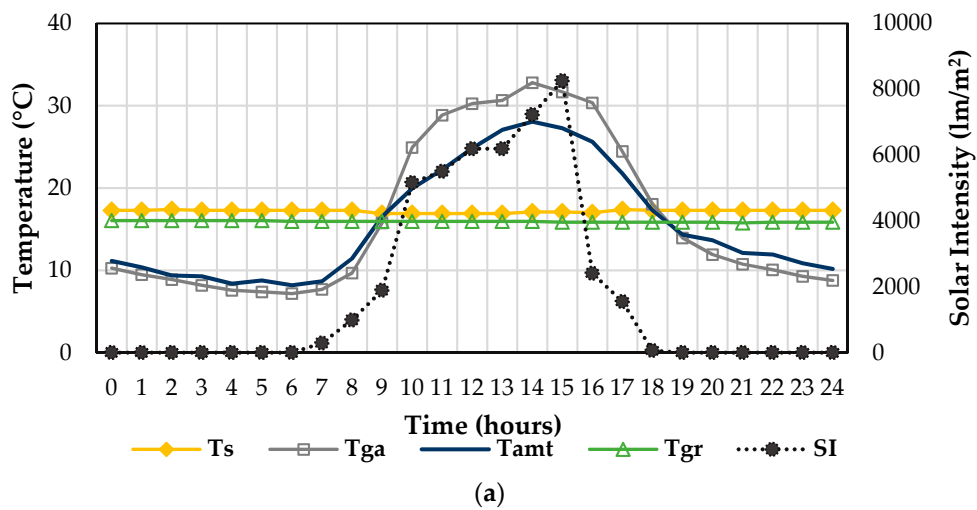 40
30
20
10
0
Temperature (°C)
10000
8000
6000
4000
2000
0
Solar Intensity (lm/m²)
0 1 2 3 4 5 6 7 8 9 10 11 12 13 14 15 16 17 18 19 20 21 22 23 24
Time (hours)
Ts Tga Tamt Tgr SI
(a)